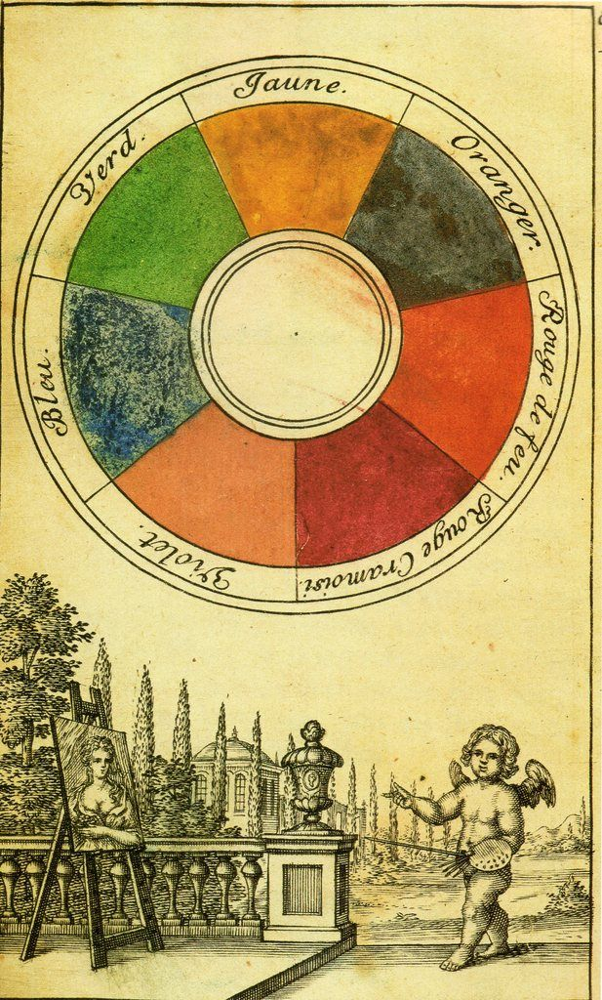 Jaune.
Oranger.
Rouge de feu.
Rouge Cramoisi
Violet.
Bleu.
Verd.